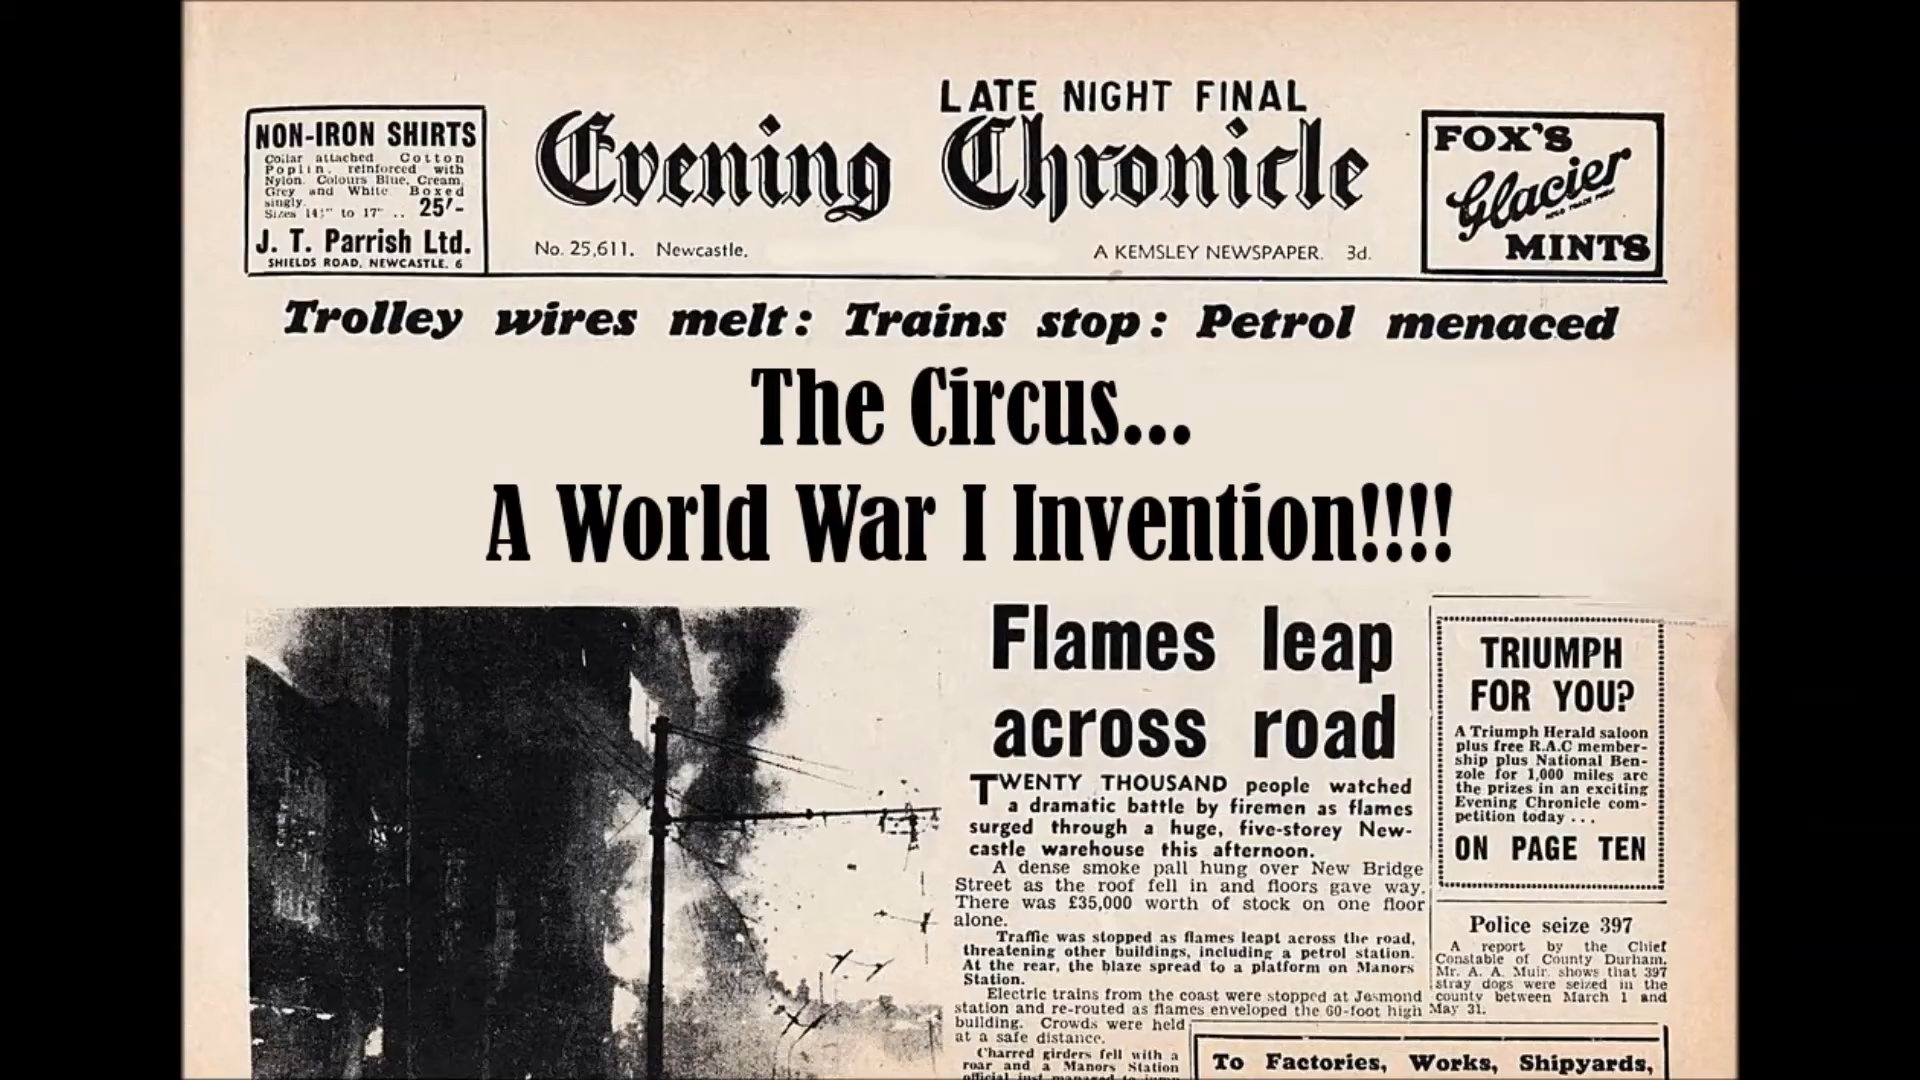 LATE NIGHT FINAL
NON-IRON SHIRTS
Collar attached Cotton
Poplin, reinforced with
Nylon. Colours Blue, Cream,
Grey and White. Boxed
singly.
Sizes 14½" to 17" .. 25'-
J. T. Parrish Ltd.
SHIELDS ROAD, NEWCASTLE, 6
Evening Chronicle
No. 25,611. Newcastle.
A KEMSLEY NEWSPAPER. 3d.
FOX'S
Glacier
MINTS
Trolley wires melt: Trains stop: Petrol menaced
The Circus...
A World War I Invention!!!!
Flames leap
across road
TWENTY THOUSAND people watched
a dramatic battle by firemen as flames
surged through a huge, five-storey New-
castle warehouse this afternoon.
A dense smoke pall hung over New Bridge
Street as the roof fell in and floors gave way.
There was £35,000 worth of stock on one floor
alone.
Traffic was stopped as flames leapt across the road,
threatening other buildings, including a petrol station.
At the rear, the blaze spread to a platform on Manors
Station.
Electric trains from the coast were stopped at Jesmond
station and re-routed as flames enveloped the 60-foot high
building. Crowds were held
at a safe distance.
Charred girders fell with a
roar and a Manors Station
TRIUMPH
FOR YOU?
A Triumph Herald saloon
plus free R.A.C member-
ship plus National Ben-
zole for 1,000 miles are
the prizes in an exciting
Evening Chronicle com-
petition today ...
ON PAGE TEN
Police seize 397
A report by the Chief
Constable of County Durham,
Mr. A. A. Muir, shows that 397
stray dogs were seized in the
county between March 1 and
May 31.
To Factories, Works, Shipyards,